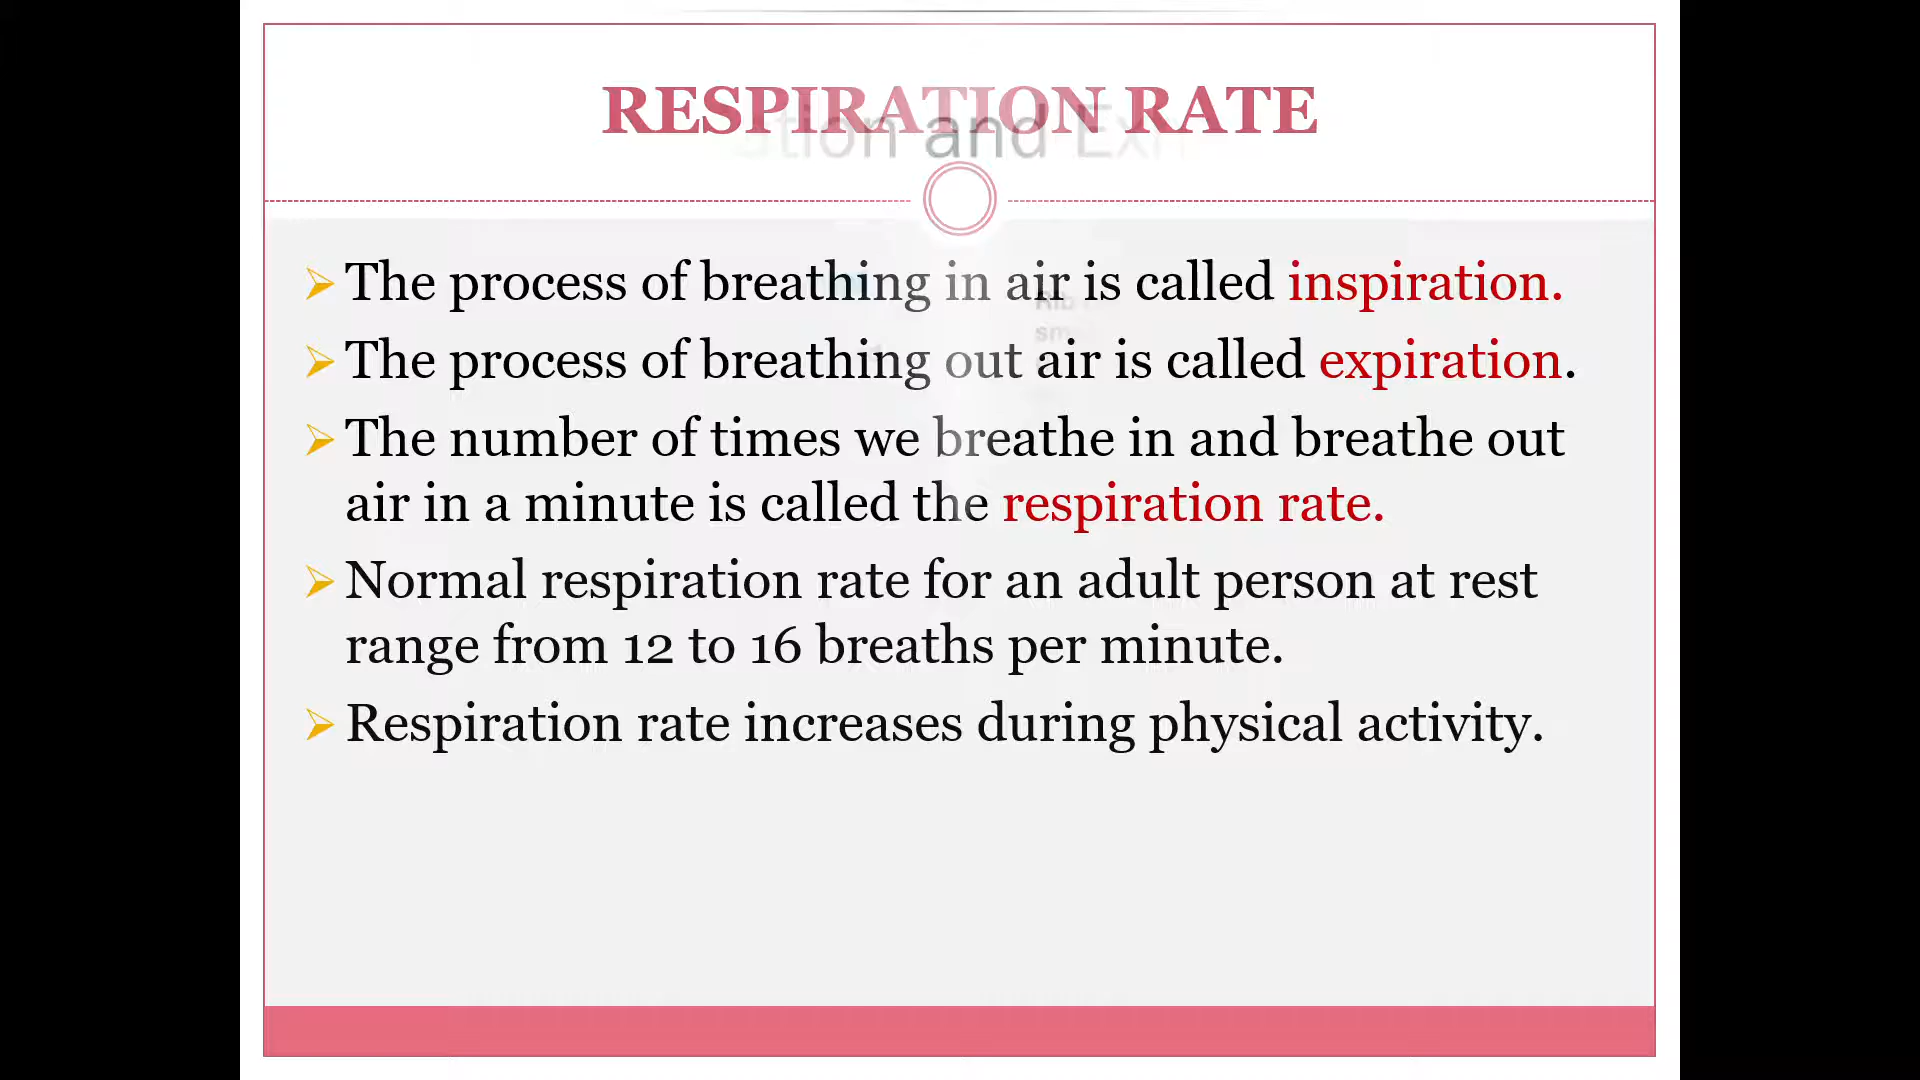 RESPIRATION RATE
and
The process of breathing in air is called inspiration.
The process of breathing out air is called expiration.
The number of times we breathe in and breathe out
air in a minute is called the respiration rate.
Normal respiration rate for an adult person at rest
range from 12 to 16 breaths per minute.
Respiration rate increases during physical activity.